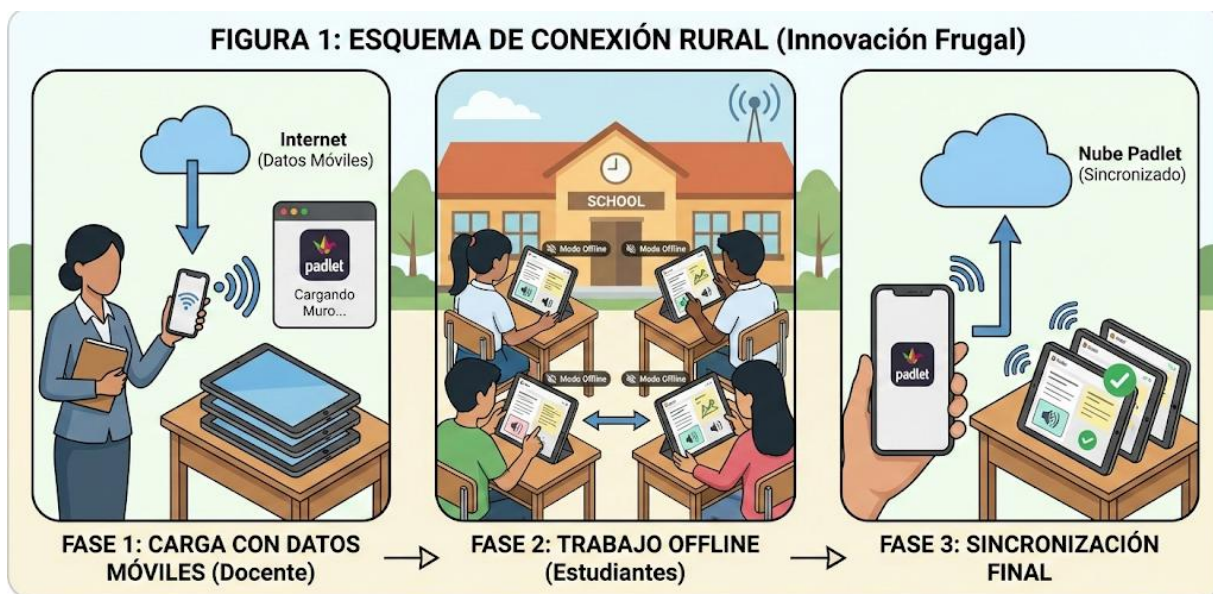 FIGURA 1: ESQUEMA DE CONEXIÓN RURAL (Innovación Frugal)
Internet
(Datos Móviles)
padlet
Cargando
Muro...
FASE 1: CARGA CON DATOS
MÓVILES (Docente)
SCHOOL
Modo Offline
Modo Offline
Modo Offline
Modo Offline
FASE 2: TRABAJO OFFLINE
(Estudiantes)
Nube Padlet
(Sincronizado)
padlet
FASE 3: SINCRONIZACIÓN
FINAL